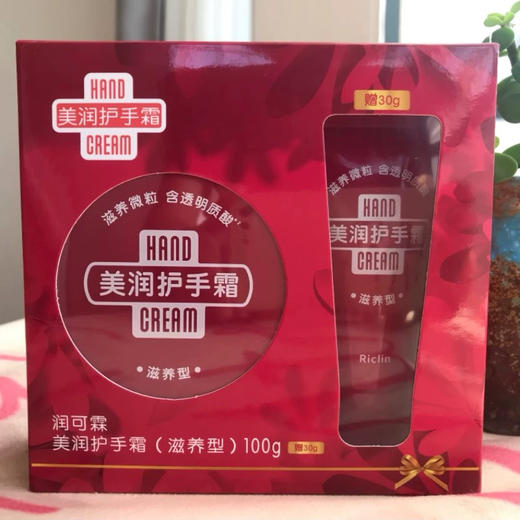 HAND
美润护手霜
CREAM
赠30g
滋养微粒 含透明质酸
HAND
美润护手霜
CREAM
滋养型
滋养微粒 含透明质酸
HAND
美润护手霜
CREAM
滋养型
Riclin
润可霖
美润护手霜（滋养型）100g 赠30g